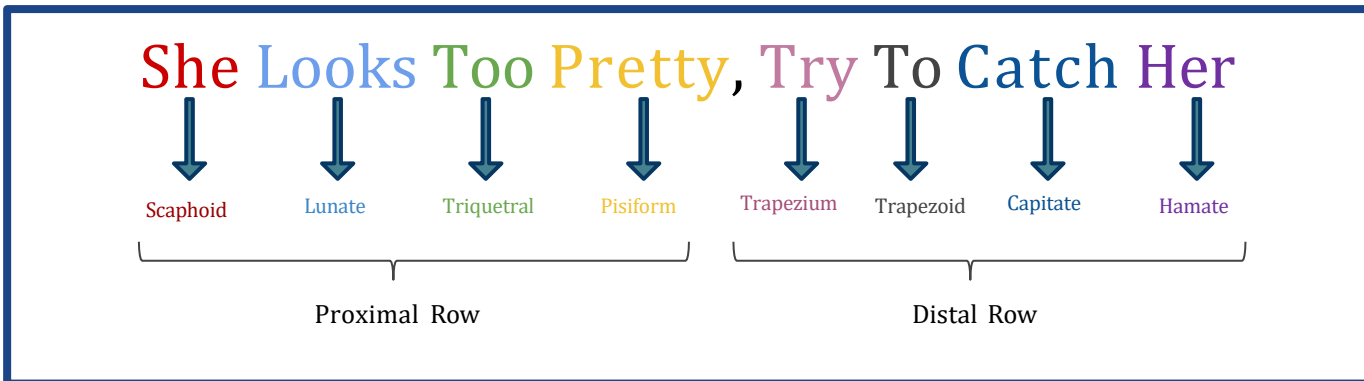 She Looks Too Pretty, Try To Catch Her
Scaphoid Lunate Triquetral Pisiform Trapezium Trapezoid Capitate Hamate
Proximal Row Distal Row